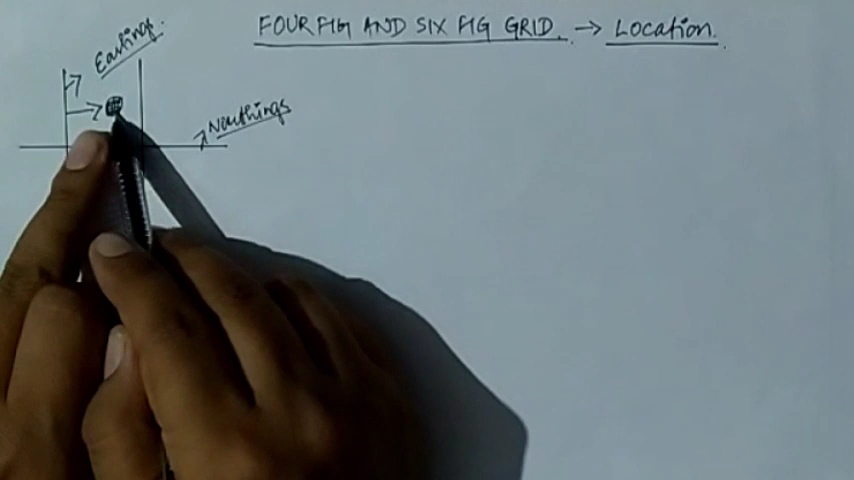 FOUR FIG AND SIX FIG GRID. → Location.
Eastings.
Northings